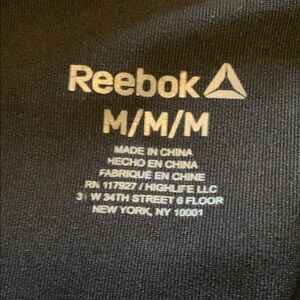 Reebok
M/M/M
MADE IN CHINA
HECHO EN CHINA
FABRIQUÉ EN CHINE
RN 117927 / HIGHLIFE LLC
W 34TH STREET 6 FLOOR
NEW YORK, NY 10001